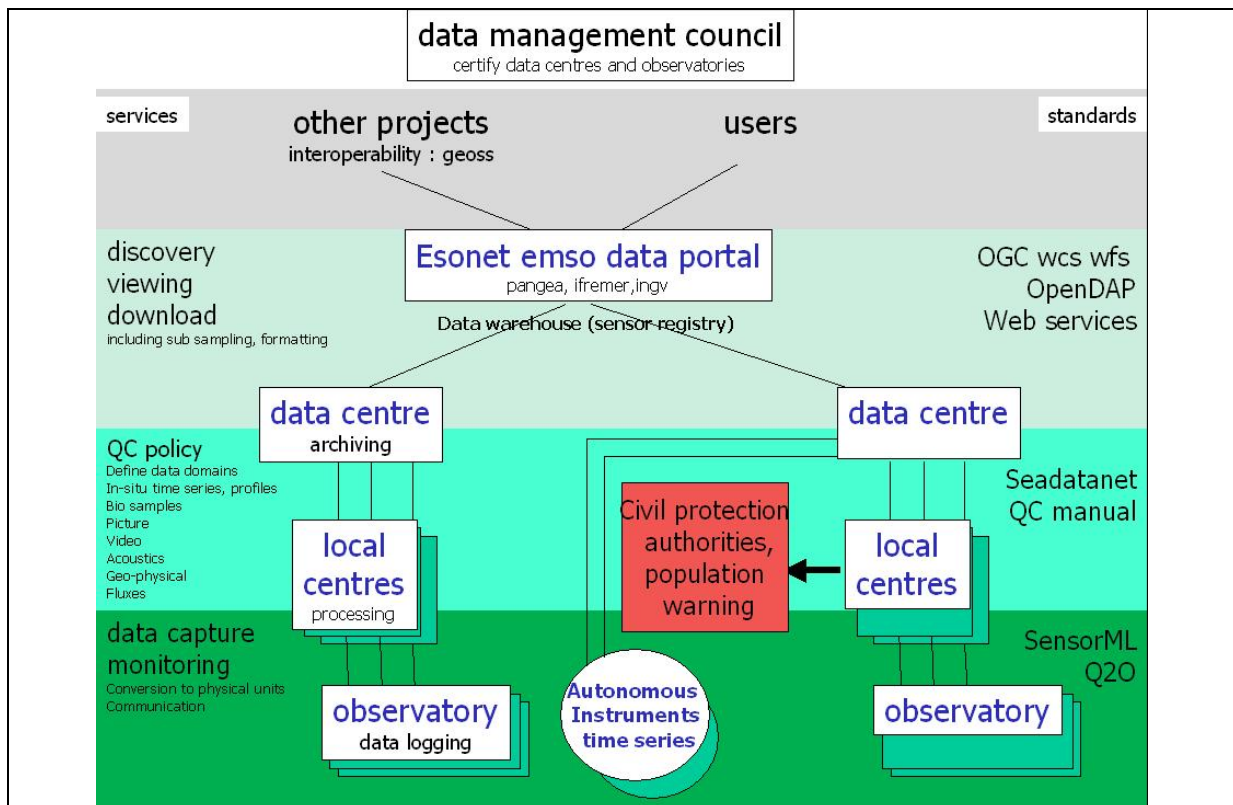 data management council
certify data centres and observatories
services
other projects
interoperability : geoss
users
standards
discovery
viewing
download
including sub sampling, formatting
Esonet emso data portal
pangea, ifremer,ingv
Data warehouse (sensor registry)
OGC wcs wfs
OpenDAP
Web services
data centre
archiving
data centre
QC policy
Define data domains
In-situ time series, profiles
Bio samples
Picture
Video
Acoustics
Geo-physical
Fluxes
local
centres
processing
Civil protection
authorities,
population
warning
local
centres
Seadatanet
QC manual
data capture
monitoring
Conversion to physical units
Communication
observatory
data logging
Autonomous
Instruments
time series
observatory
SensorML
Q2O